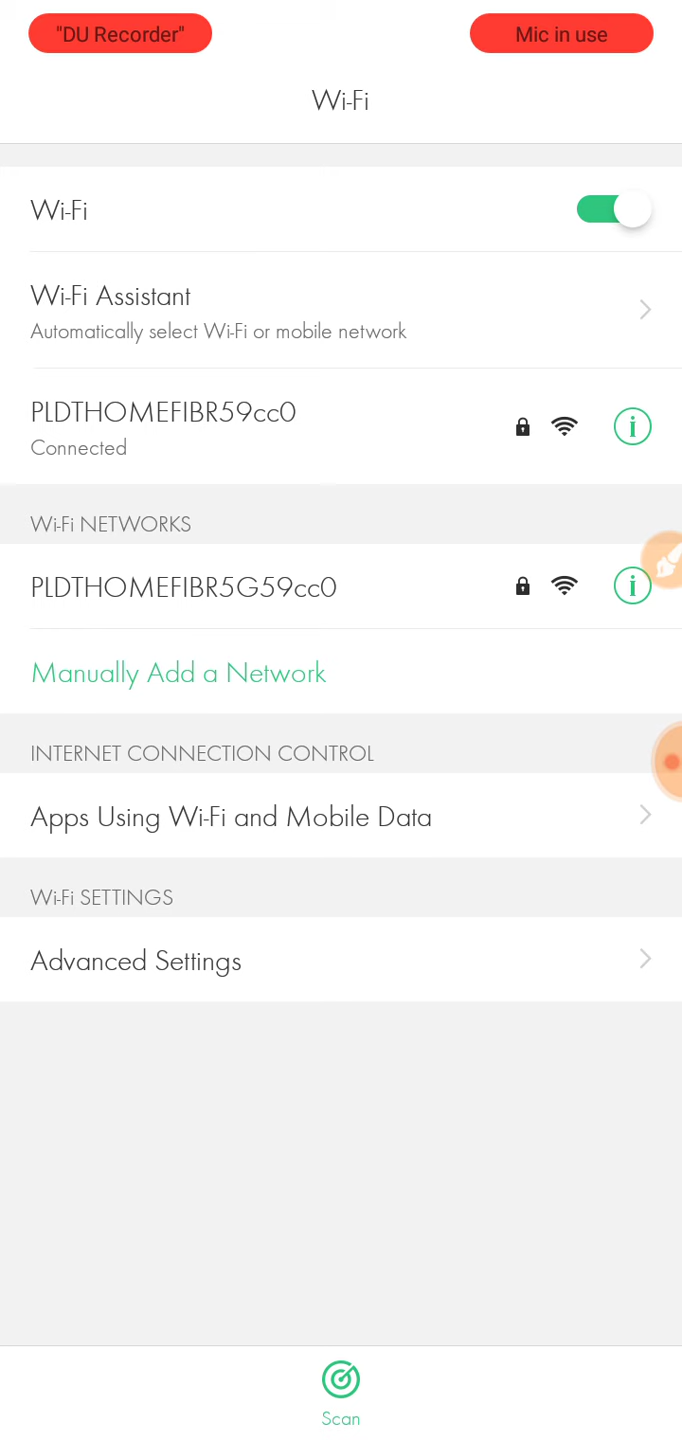 "DU Recorder"
Mic in use
Wi-Fi
Wi-Fi
Wi-Fi Assistant
Automatically select Wi-Fi or mobile network
PLDTHOMEFIBR59cc0
Connected
Wi-Fi NETWORKS
PLDTHOMEFIBR5G59cc0
Manually Add a Network
INTERNET CONNECTION CONTROL
Apps Using Wi-Fi and Mobile Data
Wi-Fi SETTINGS
Advanced Settings
Scan